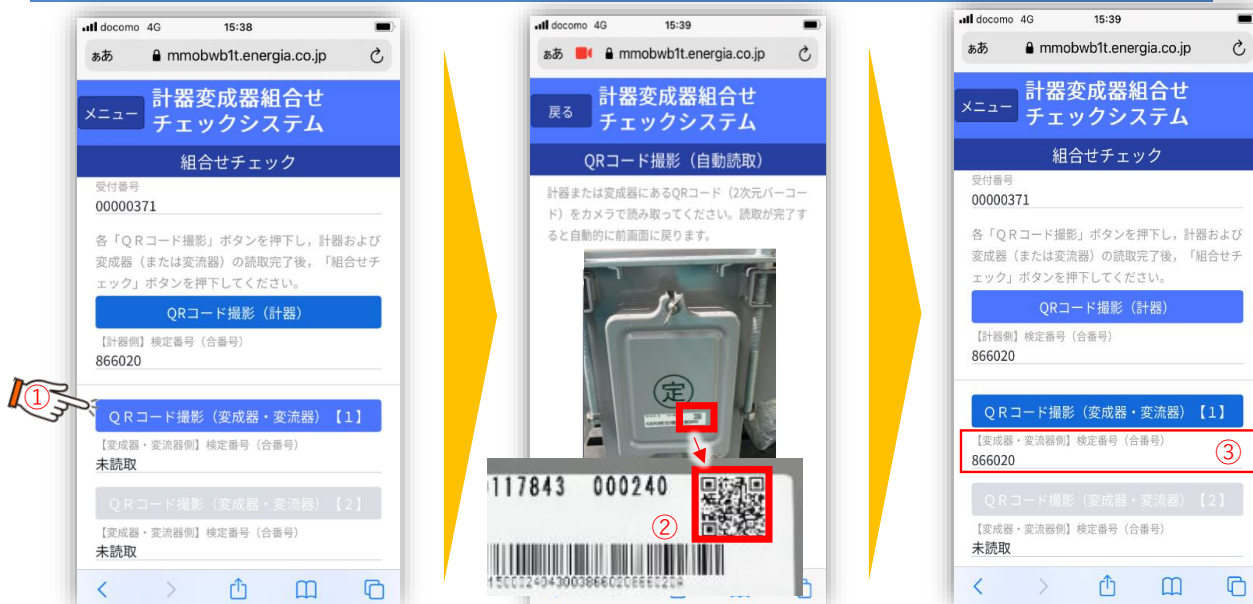 docomo 4G 15:38
ぁあ mmobwb1t.energia.co.jp
メニュー
計器変成器組合せ
チェックシステム
組合せチェック
受付番号
00000371
各「ＱＲコード撮影」ボタンを押下し，計器および
変成器（または変流器）の読取完了後，「組合せチ
ェック」ボタンを押下してください。
QRコード撮影（計器）
【計器側】検定番号（合番号）
866020
①
ＱＲコード撮影（変成器・変流器）【１】
【変成器・変流器側】検定番号（合番号）
未読取
ＱＲコード撮影（変成器・変流器）【２】
【変成器・変流器側】検定番号（合番号）
未読取
docomo 4G 15:39
ぁあ mmobwb1t.energia.co.jp
戻る
計器変成器組合せ
チェックシステム
QRコード撮影（自動読取）
計器または変成器にあるQRコード（2次元バーコー
ド）をカメラで読み取ってください。読取が完了す
ると自動的に前画面に戻ります。
定
117843 000240
②
docomo 4G 15:39
ぁあ mmobwb1t.energia.co.jp
メニュー
計器変成器組合せ
チェックシステム
組合せチェック
受付番号
00000371
各「ＱＲコード撮影」ボタンを押下し，計器および
変成器（または変流器）の読取完了後，「組合せチ
ェック」ボタンを押下してください。
QRコード撮影（計器）
【計器側】検定番号（合番号）
866020
ＱＲコード撮影（変成器・変流器）【１】
【変成器・変流器側】検定番号（合番号）
866020
③
ＱＲコード撮影（変成器・変流器）【２】
【変成器・変流器側】検定番号（合番号）
未読取